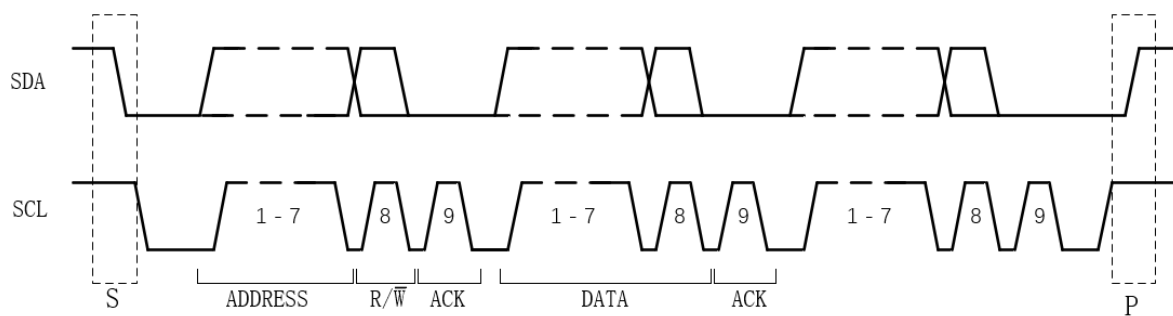 SDA
SCL
1 - 7 8 9 1 - 7 8 9 1 - 7 8 9
S ADDRESS R/W̅ ACK DATA ACK P